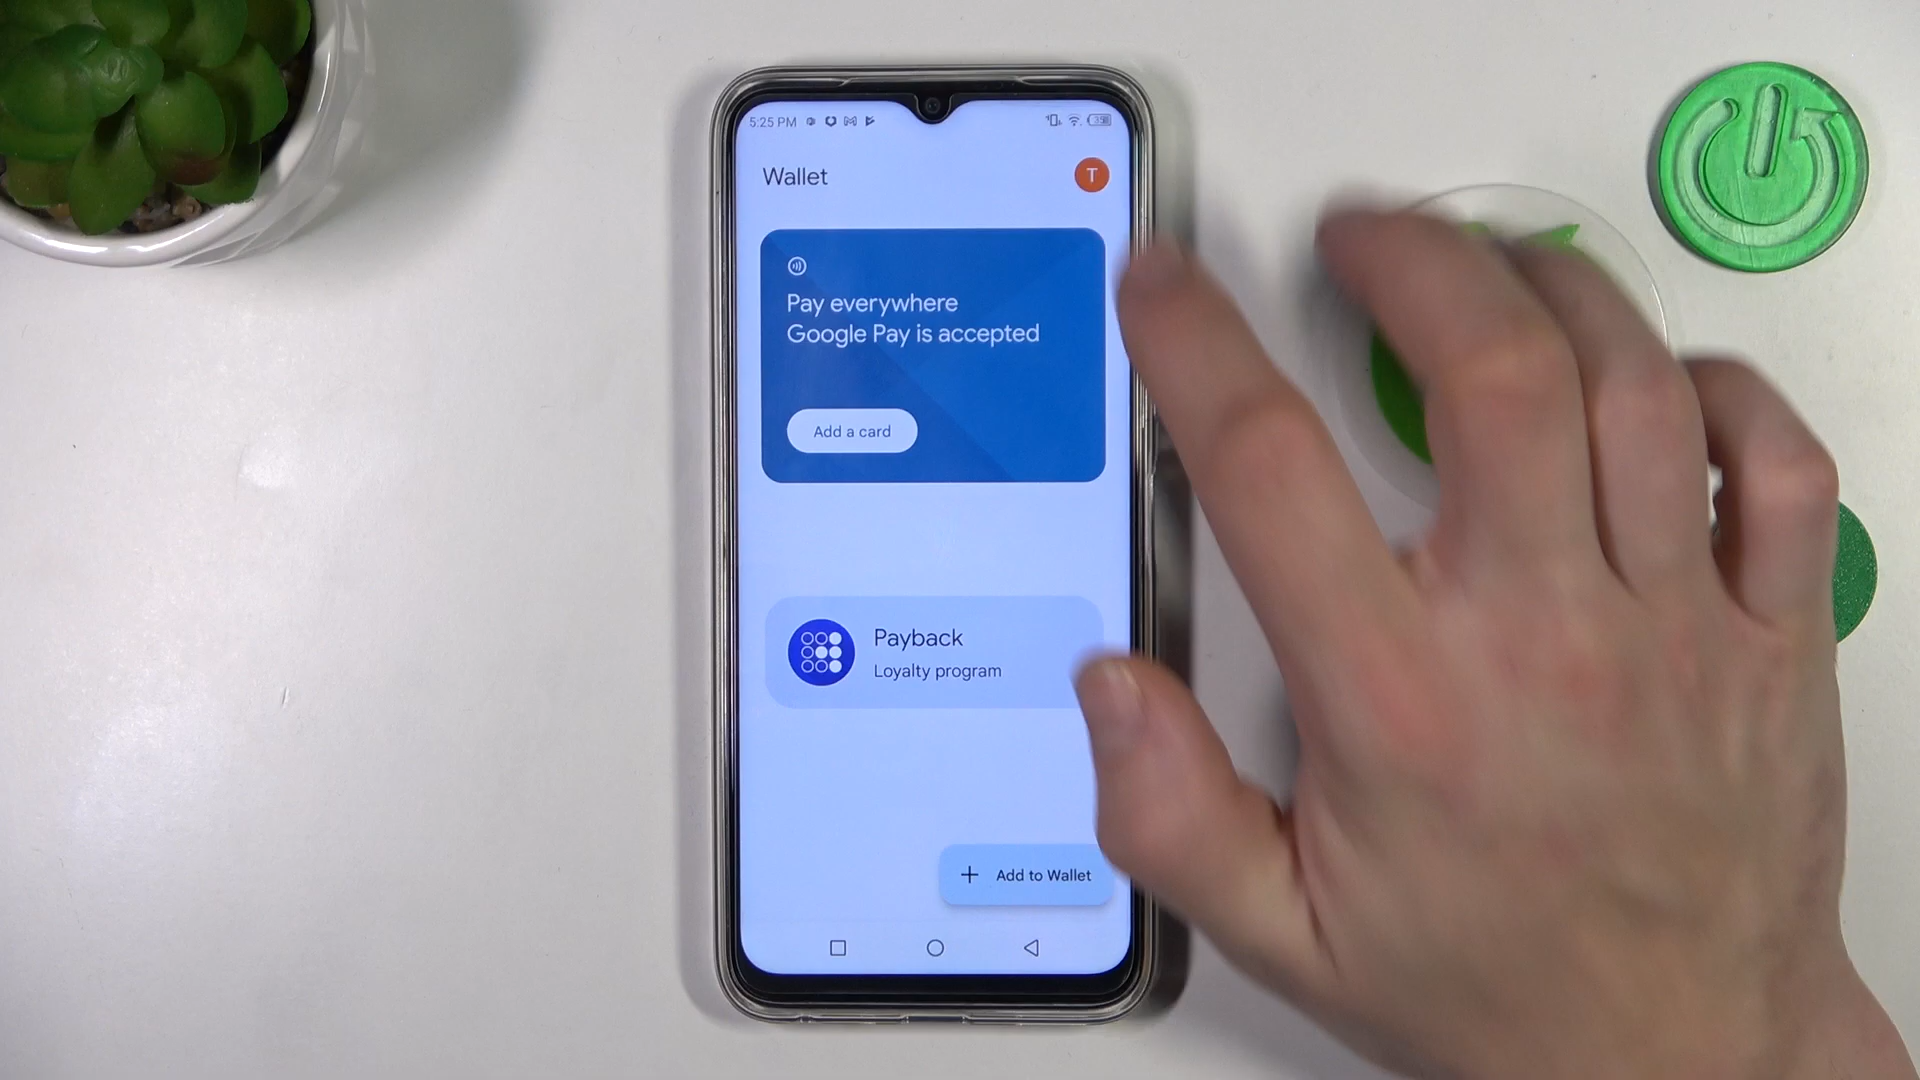 5:25 PM
Wallet
T
Pay everywhere
Google Pay is accepted
Add a card
Payback
Loyalty program
+ Add to Wallet